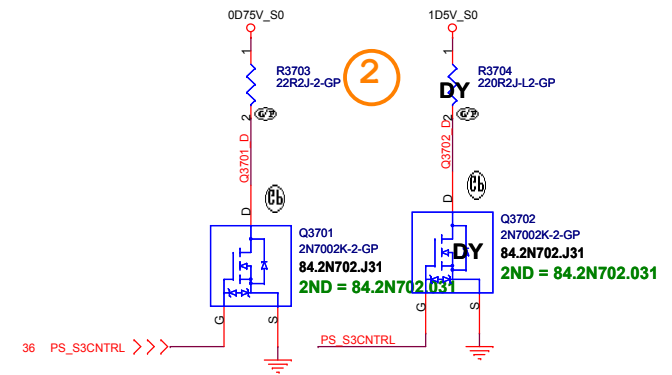 0D75V_S0
1D5V_S0
1
R3703
22R2J-2-GP
2
1
R3704
220R2J-L2-GP
DY
2
Q3701_D
2
Q3702_D
D
D
Q3701
2N7002K-2-GP
84.2N702.J31
2ND = 84.2N702.031
Q3702
2N7002K-2-GP
DY
84.2N702.J31
2ND = 84.2N702.031
G
S
G
S
36 PS_S3CNTRL
PS_S3CNTRL